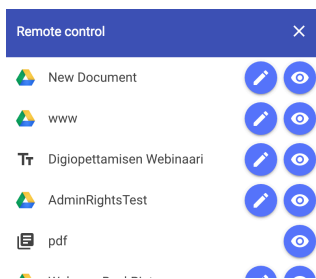 Remote control
New Document
www
Digiopettamisen Webinaari
AdminRightsTest
pdf